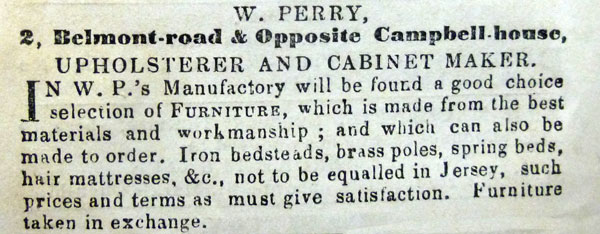 W. PERRY,
2, Belmont-road & Opposite Campbell-house,
UPHOLSTERER AND CABINET MAKER.
IN W. P.'s Manufactory will be found a good choice
selection of FURNITURE, which is made from the best
materials and workmanship ; and which can also be
made to order. Iron bedsteads, brass poles, spring beds,
hair mattresses, &c., not to be equalled in Jersey, such
prices and terms as must give satisfaction. Furniture
taken in exchange.